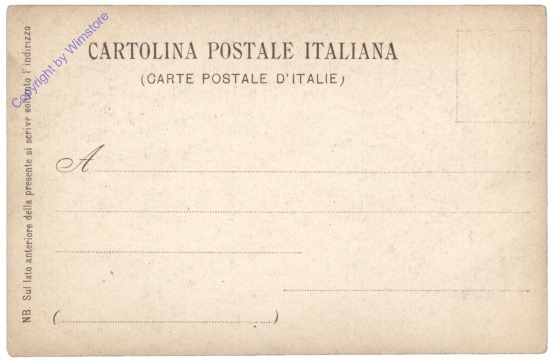 CARTOLINA POSTALE ITALIANA
(CARTE POSTALE D'ITALIE)
A
( )
NB. Sul lato anteriore della presente si scrive soltanto l'indirizzo
Copyright by Wimstore